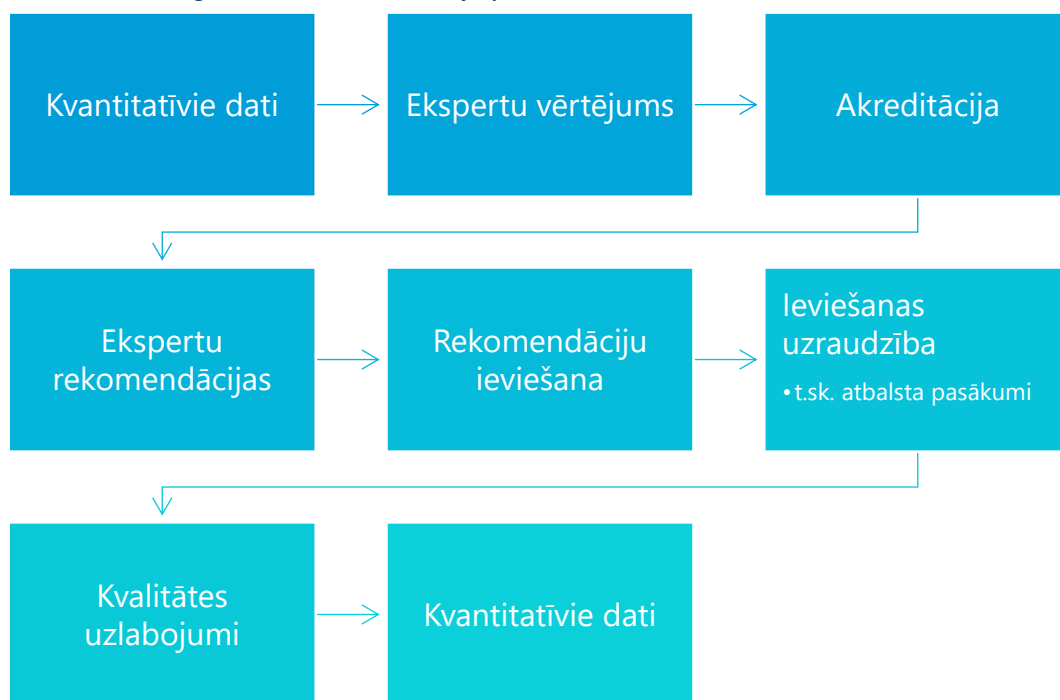 Kvantitatīvie dati
Ekspertu vērtējums
Akreditācija
Ekspertu
rekomendācijas
Rekomendāciju
ieviešana
Ieviešanas
uzraudzība
• t.sk. atbalsta pasākumi
Kvalitātes
uzlabojumi
Kvantitatīvie dati